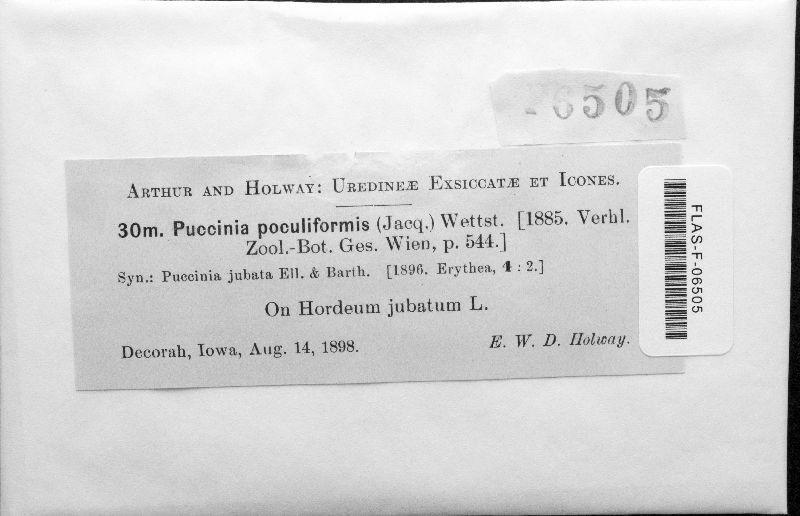 6505
ARTHUR AND HOLWAY: UREDINEÆ EXSICCATÆ ET ICONES.
30m. Puccinia poculiformis (Jacq.) Wettst. [1885. Verhl.
Zool.-Bot. Ges. Wien, p. 544.]
Syn.: Puccinia jubata Ell. & Barth. [1896. Erythea, 4 : 2.]
On Hordeum jubatum L.
Decorah, Iowa, Aug. 14, 1898. E. W. D. Holway.
FLAS-F-06505